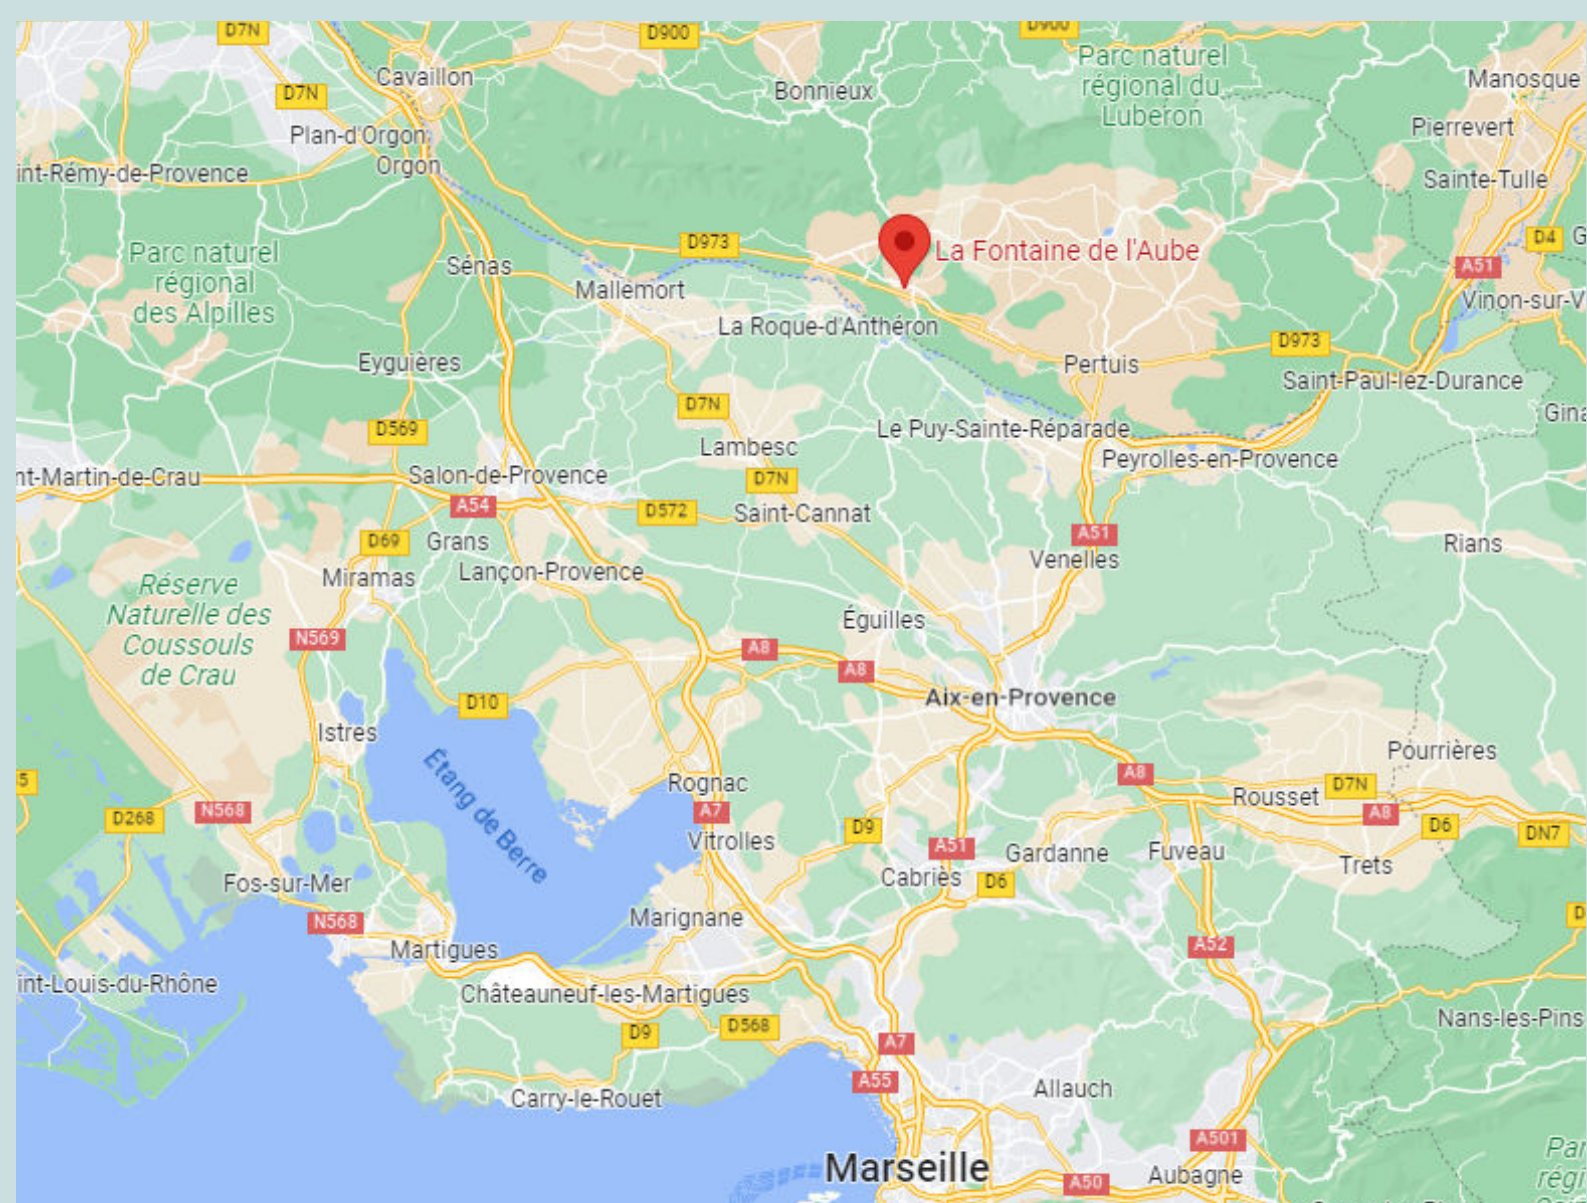 D7N
D900
D900
Parc naturel
régional du
Luberon
Cavaillon
Bonnieux
Manosque
D7N
Plan-d'Orgon
Orgon
Pierrevert
int-Rémy-de-Provence
Sainte-Tulle
Parc naturel
régional
des Alpilles
D973
La Fontaine de l'Aube
D4
G
Sénas
A51
Mallemort
Vinon-sur-V
La Roque-d'Anthéron
Eyguières
Pertuis
D973
Saint-Paul-lez-Durance
D7N
Gina
D569
Lambesc
Le Puy-Sainte-Réparade
Peyrolles-en-Provence
nt-Martin-de-Crau
Salon-de-Provence
D7N
A54
D572
Saint-Cannat
D69
Grans
A51
Venelles
Rians
Réserve
Naturelle des
Coussouls
de Crau
Miramas
Lançon-Provence
N569
Éguilles
A8
A8
Aix-en-Provence
D10
Istres
Étang de Berre
Pourrières
5
Rognac
A8
Rousset
D7N
D268
N568
A7
A8
D6
DN7
Vitrolles
D9
A51
Gardanne
Fuveau
Trets
Cabriès
D6
Fos-sur-Mer
N568
Marignane
D
Martigues
A52
int-Louis-du-Rhône
Châteauneuf-les-Martigues
D9
D568
Nans-les-Pins
A7
A55
Allauch
Carry-le-Rouet
A501
Marseille
A50
Aubagne
Par
régi